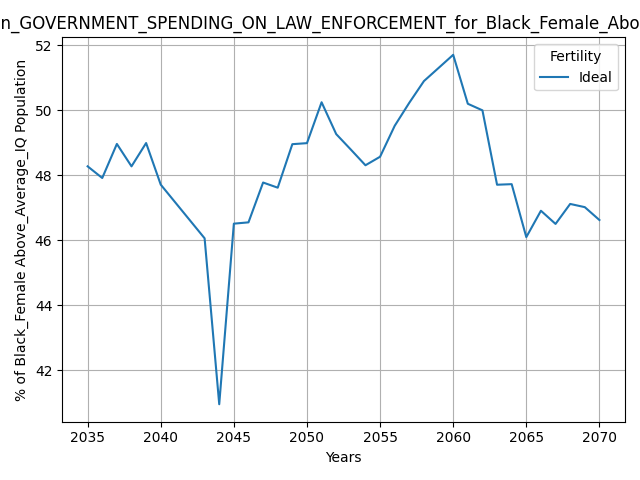 n_GOVERNMENT_SPENDING_ON_LAW_ENFORCEMENT_for_Black_Female_Abo
Fertility
Ideal
% of Black_Female Above_Average_IQ Population
52
50
48
46
44
42
2035 2040 2045 2050 2055 2060 2065 2070
Years